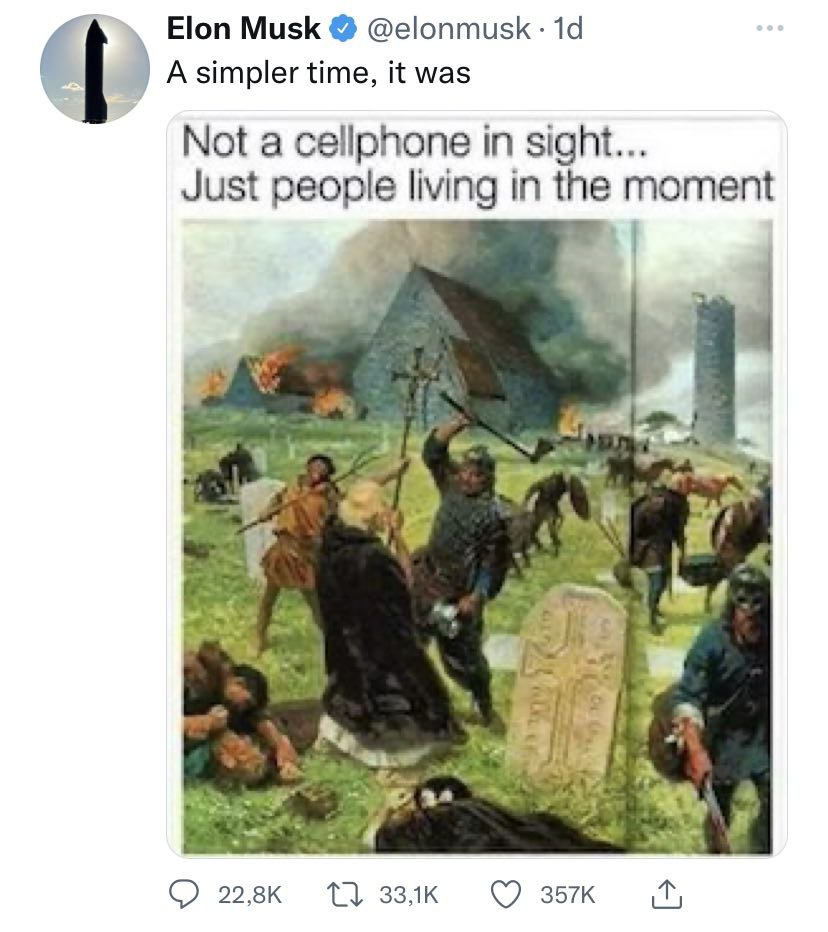 Elon Musk @elonmusk · 1d
A simpler time, it was
Not a cellphone in sight...
Just people living in the moment
22,8K 33,1K 357K